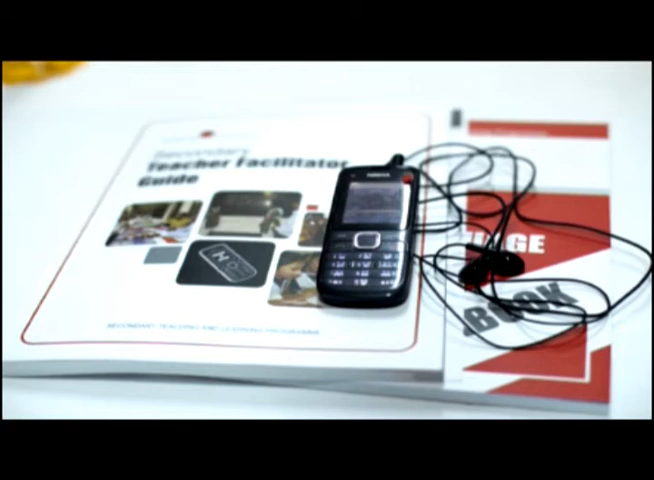 Secondary
Teacher Facilitator
Guide
SECONDARY TEACHING AND LEARNING PROGRAMME
NOKIA
BOOK